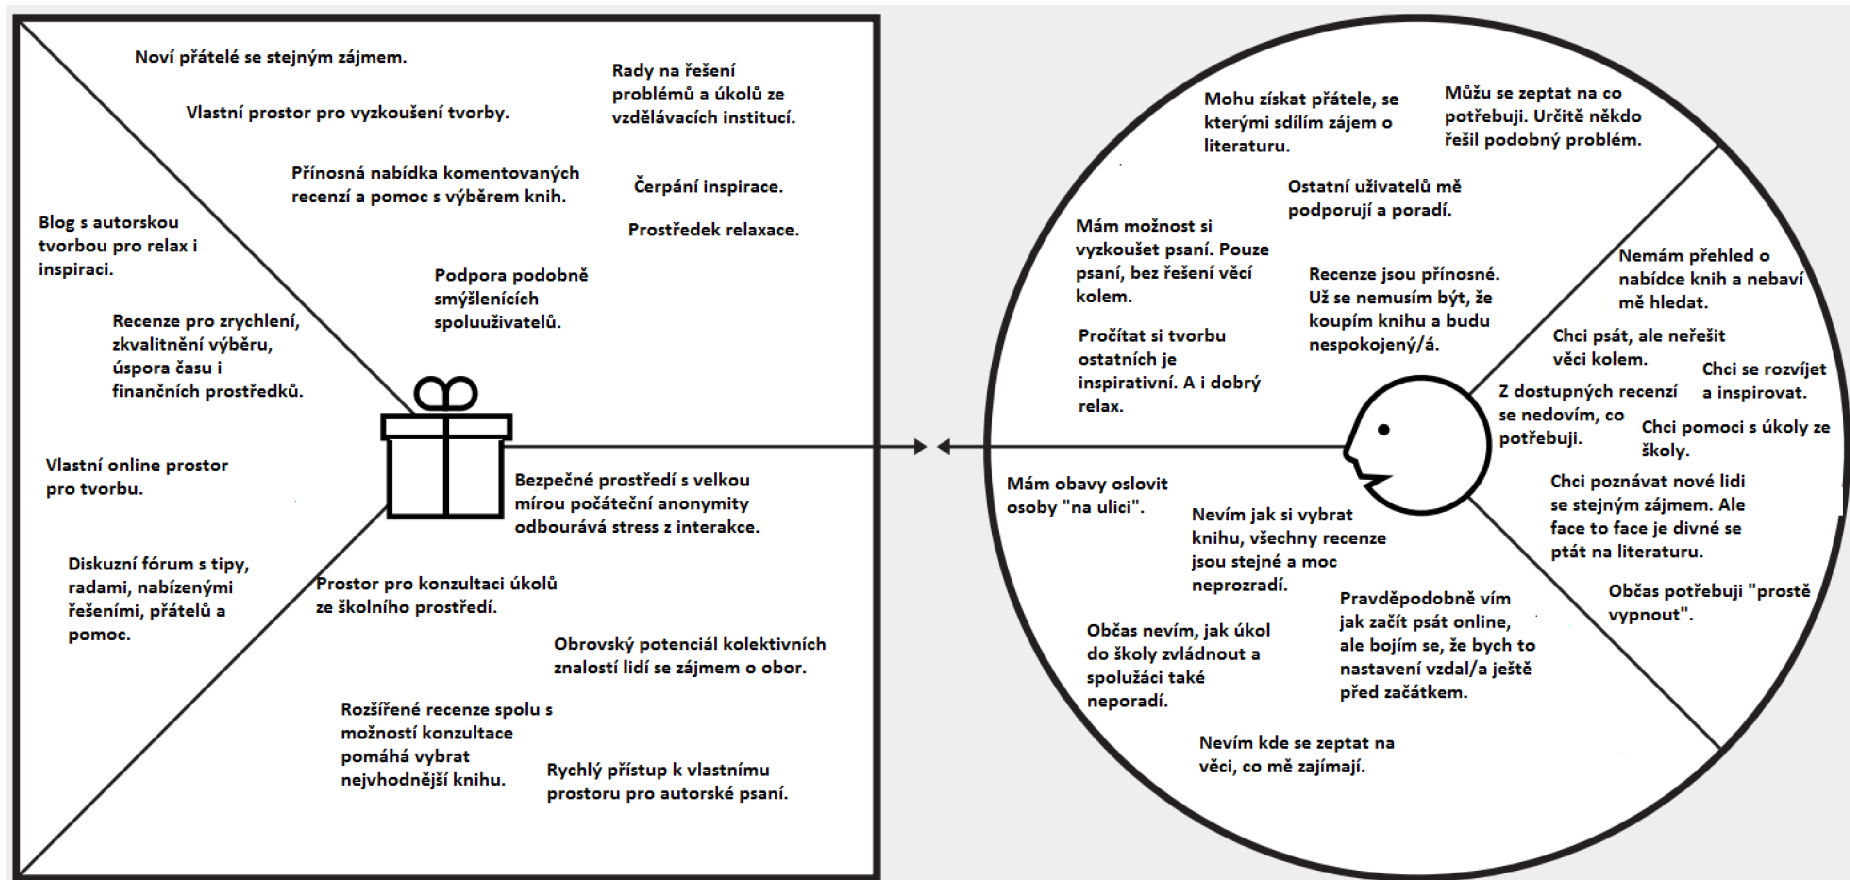 Noví přátelé se stejným zájmem.
Vlastní prostor pro vyzkoušení tvorby.
Rady na řešení
problémů a úkolů ze
vzdělávacích institucí.
Přínosná nabídka komentovaných
recenzí a pomoc s výběrem knih.
Čerpání inspirace.
Prostředek relaxace.
Podpora podobně
smýšlenících
spoluuživatelů.
Blog s autorskou
tvorbou pro relax i
inspiraci.
Recenze pro zrychlení,
zkvalitnění výběru,
úspora času i
finančních prostředků.
Vlastní online prostor
pro tvorbu.
Diskuzní fórum s tipy,
radami, nabízenými
řešeními, přátelů a
pomoc.
Bezpečné prostředí s velkou
mírou počáteční anonymity
odbourává stress z interakce.
Prostor pro konzultaci úkolů
ze školního prostředí.
Obrovský potenciál kolektivních
znalostí lidí se zájmem o obor.
Rozšířené recenze spolu s
možností konzultace
pomáhá vybrat
nejvhodnější knihu.
Rychlý přístup k vlastnímu
prostoru pro autorské psaní.
Mohu získat přátele, se
kterými sdílím zájem o
literaturu.
Můžu se zeptat na co
potřebuji. Určitě někdo
řešil podobný problém.
Ostatní uživatelů mě
podporují a poradí.
Mám možnost si
vyzkoušet psaní. Pouze
psaní, bez řešení věcí
kolem.
Recenze jsou přínosné.
Už se nemusím být, že
koupím knihu a budu
nespokojený/á.
Pročítat si tvorbu
ostatních je
inspirativní. A i dobrý
relax.
Nemám přehled o
nabídce knih a nebaví
mě hledat.
Chci psát, ale neřešit
věci kolem.
Chci se rozvíjet
a inspirovat.
Z dostupných recenzí
se nedovím, co
potřebuji.
Chci pomoci s úkoly ze
školy.
Chci poznávat nové lidi
se stejným zájmem. Ale
face to face je divné se
ptát na literaturu.
Občas potřebuji "prostě
vypnout".
Mám obavy oslovit
osoby "na ulici".
Nevím jak si vybrat
knihu, všechny recenze
jsou stejné a moc
neprozradí.
Občas nevím, jak úkol
do školy zvládnout a
spolužáci také
neporadí.
Pravděpodobně vím
jak začít psát online,
ale bojím se, že bych to
nastavení vzdal/a ještě
před začátkem.
Nevím kde se zeptat na
věci, co mě zajímají.